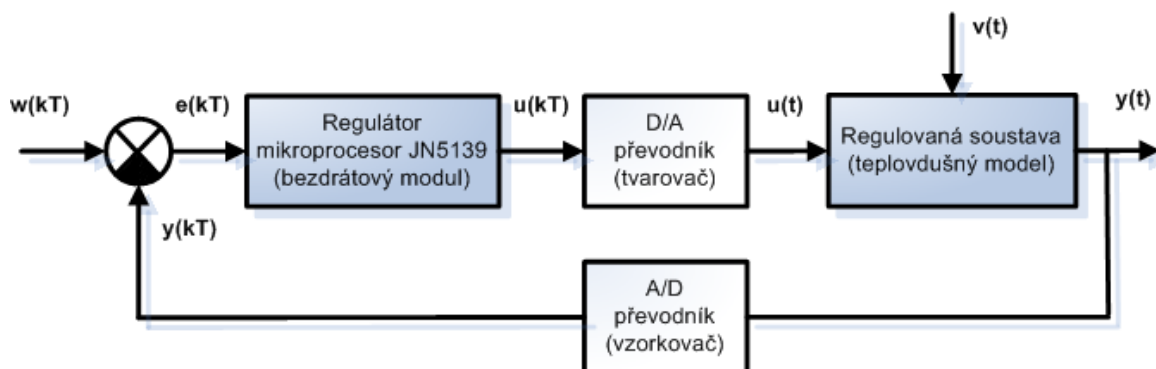 v(t)
w(kT)
e(kT)
Regulátor
mikroprocesor JN5139
(bezdrátový modul)
u(kT)
D/A
převodník
(tvarovač)
u(t)
Regulovaná soustava
(teplovdušný model)
y(t)
y(kT)
A/D
převodník
(vzorkovač)